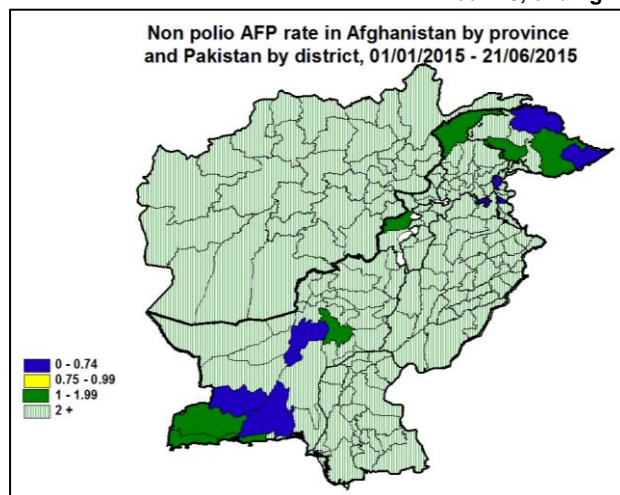 Non polio AFP rate in Afghanistan by province
and Pakistan by district, 01/01/2015 - 21/06/2015
0 - 0.74
0.75 - 0.99
1 - 1.99
2 +